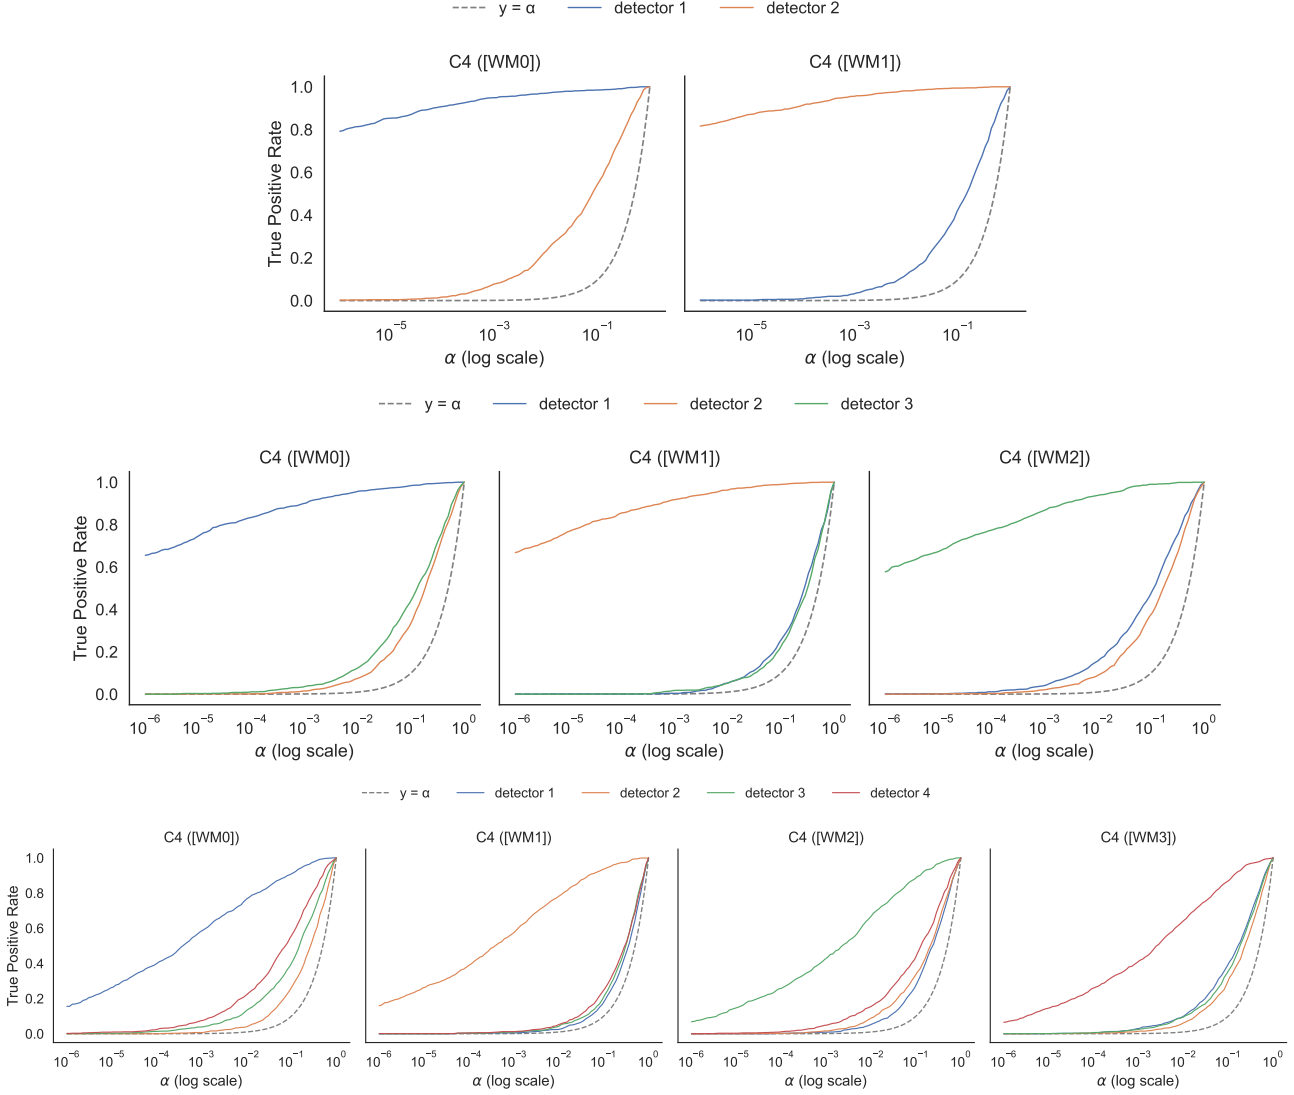 y = α detector 1 detector 2
C4 ([WM0]) C4 ([WM1])
True Positive Rate
1.0
0.8
0.6
0.4
0.2
0.0
10⁻⁵ 10⁻³ 10⁻¹ 10⁻⁵ 10⁻³ 10⁻¹
α (log scale) α (log scale)
y = α detector 1 detector 2 detector 3
C4 ([WM0]) C4 ([WM1]) C4 ([WM2])
True Positive Rate
1.0
0.8
0.6
0.4
0.2
0.0
10⁻⁶ 10⁻⁵ 10⁻⁴ 10⁻³ 10⁻² 10⁻¹ 10⁰ 10⁻⁶ 10⁻⁵ 10⁻⁴ 10⁻³ 10⁻² 10⁻¹ 10⁰ 10⁻⁶ 10⁻⁵ 10⁻⁴ 10⁻³ 10⁻² 10⁻¹ 10⁰
α (log scale) α (log scale) α (log scale)
y = α detector 1 detector 2 detector 3 detector 4
C4 ([WM0]) C4 ([WM1]) C4 ([WM2]) C4 ([WM3])
True Positive Rate
1.0
0.8
0.6
0.4
0.2
0.0
10⁻⁶ 10⁻⁵ 10⁻⁴ 10⁻³ 10⁻² 10⁻¹ 10⁰ 10⁻⁶ 10⁻⁵ 10⁻⁴ 10⁻³ 10⁻² 10⁻¹ 10⁰ 10⁻⁶ 10⁻⁵ 10⁻⁴ 10⁻³ 10⁻² 10⁻¹ 10⁰ 10⁻⁶ 10⁻⁵ 10⁻⁴ 10⁻³ 10⁻² 10⁻¹ 10⁰
α (log scale) α (log scale) α (log scale) α (log scale)